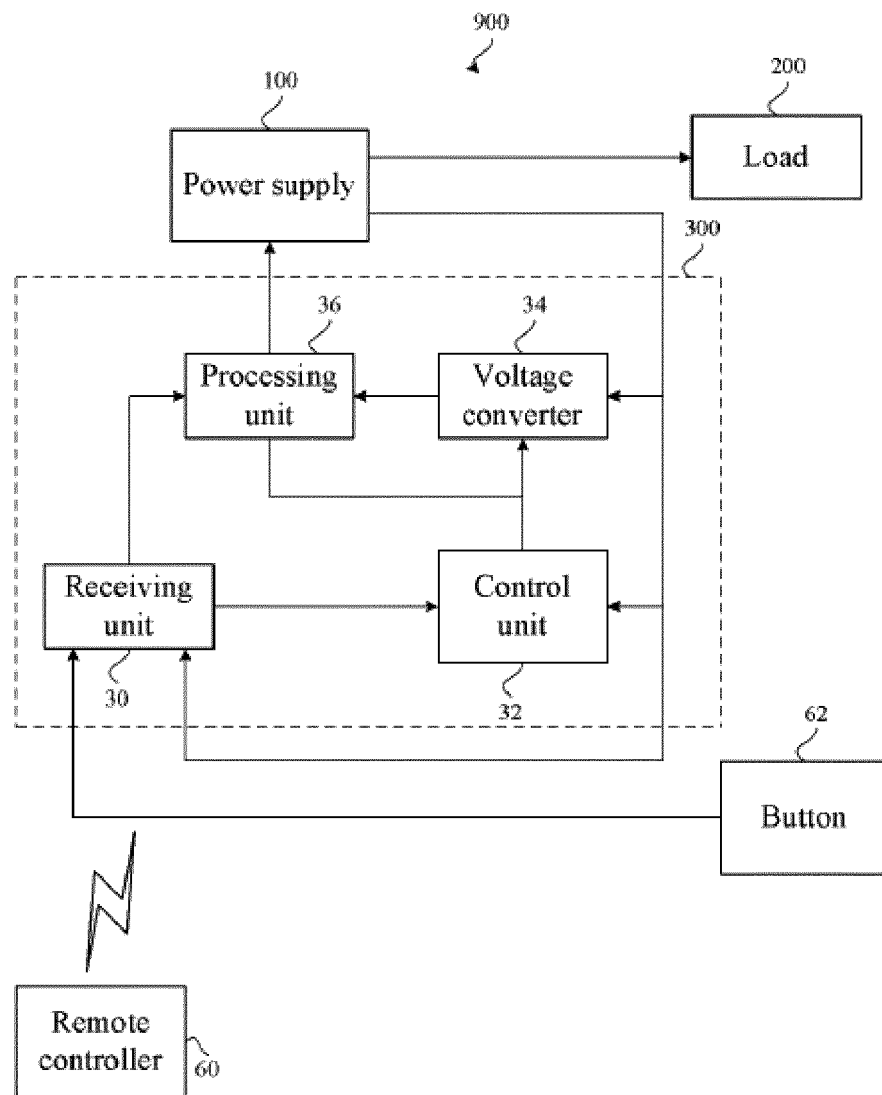 900
100
200
Power supply
Load
300
36
34
Processing
unit
Voltage
converter
Receiving
unit
Control
unit
30
32
62
Button
Remote
controller
60